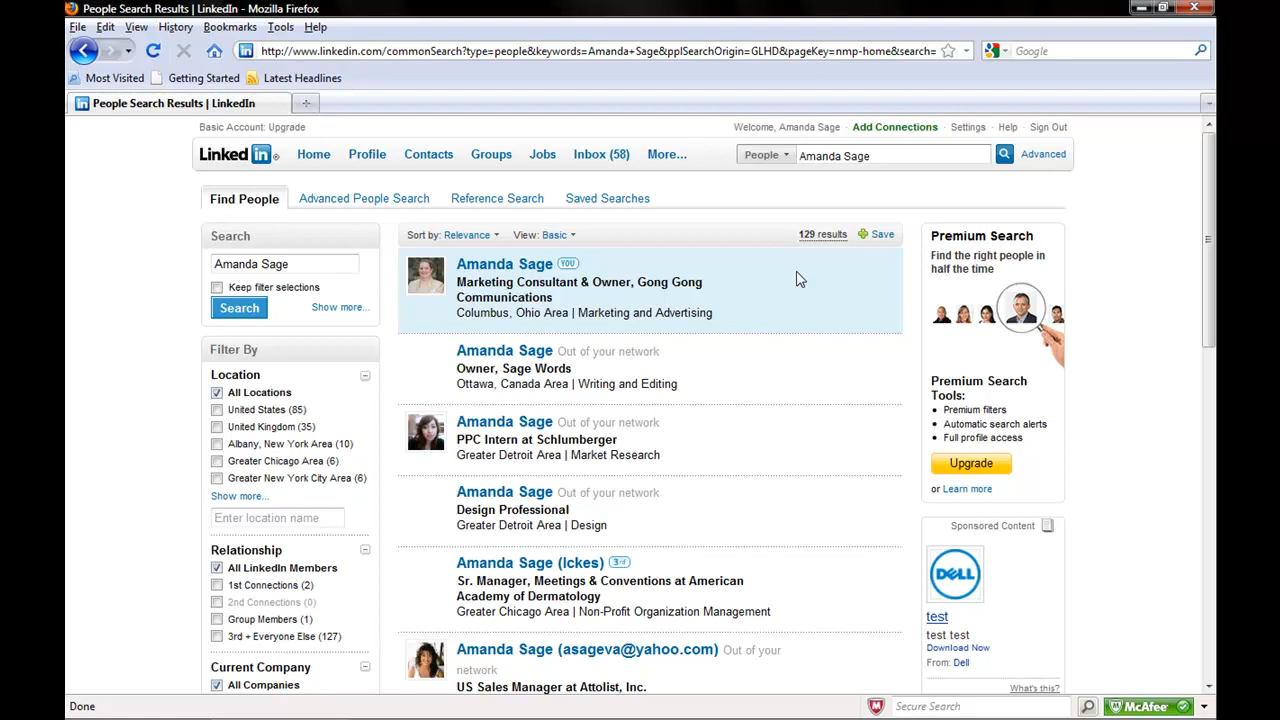 People Search Results | LinkedIn - Mozilla Firefox
File Edit View History Bookmarks Tools Help
http://www.linkedin.com/commonSearch?type=people&keywords=Amanda+Sage&pplSearchOrigin=GLHD&pageKey=nmp-home&search=
Google
Most Visited Getting Started Latest Headlines
People Search Results | LinkedIn
Basic Account: Upgrade
Welcome, Amanda Sage · Add Connections · Settings · Help · Sign Out
Linked in Home Profile Contacts Groups Jobs Inbox (58) More... People Amanda Sage Advanced
Find People Advanced People Search Reference Search Saved Searches
Search
Amanda Sage
Keep filter selections
Search Show more...
Filter By
Location
All Locations
United States (85)
United Kingdom (35)
Albany, New York Area (10)
Greater Chicago Area (6)
Greater New York City Area (6)
Show more...
Enter location name
Relationship
All LinkedIn Members
1st Connections (2)
2nd Connections (0)
Group Members (1)
3rd + Everyone Else (127)
Current Company
All Companies
Sort by: Relevance View: Basic 129 results Save
Amanda Sage YOU
Marketing Consultant & Owner, Gong Gong
Communications
Columbus, Ohio Area | Marketing and Advertising
Amanda Sage Out of your network
Owner, Sage Words
Ottawa, Canada Area | Writing and Editing
Amanda Sage Out of your network
PPC Intern at Schlumberger
Greater Detroit Area | Market Research
Amanda Sage Out of your network
Design Professional
Greater Detroit Area | Design
Amanda Sage (Ickes) 3rd
Sr. Manager, Meetings & Conventions at American
Academy of Dermatology
Greater Chicago Area | Non-Profit Organization Management
Amanda Sage (asageva@yahoo.com) Out of your
network
US Sales Manager at Attolist, Inc.
Premium Search
Find the right people in
half the time
Premium Search
Tools:
• Premium filters
• Automatic search alerts
• Full profile access
Upgrade
or Learn more
Sponsored Content
DELL
test
test test
Download Now
From: Dell
What's this?
Done
Secure Search
McAfee